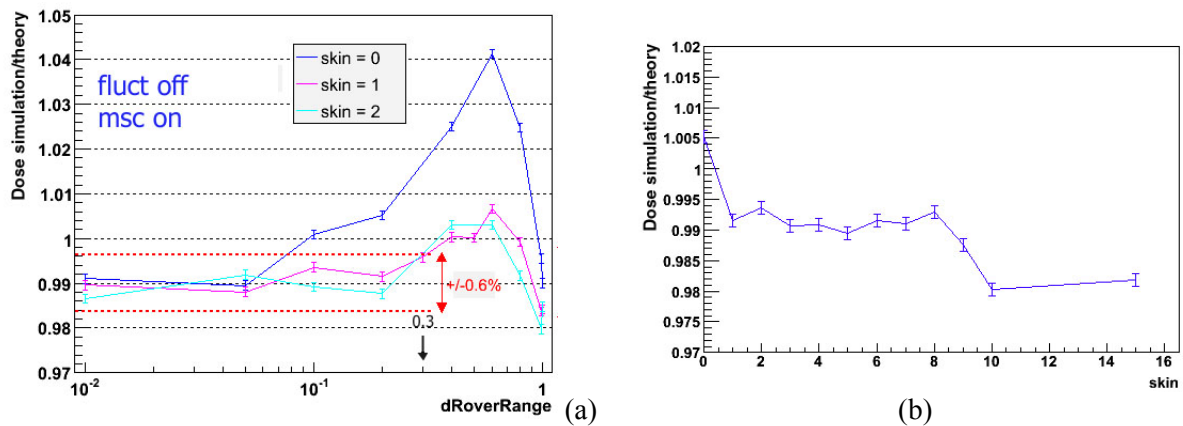 Dose simulation/theory
1.05
1.04
1.03
1.02
1.01
1
0.99
0.98
0.97
fluct off
msc on
skin = 0
skin = 1
skin = 2
+/-0.6%
0.3
10-2
10-1
1
dRoverRange
(a)
Dose simulation/theory
1.02
1.015
1.01
1.005
1
0.995
0.99
0.985
0.98
0.975
0.97
0 2 4 6 8 10 12 14 16
skin
(b)